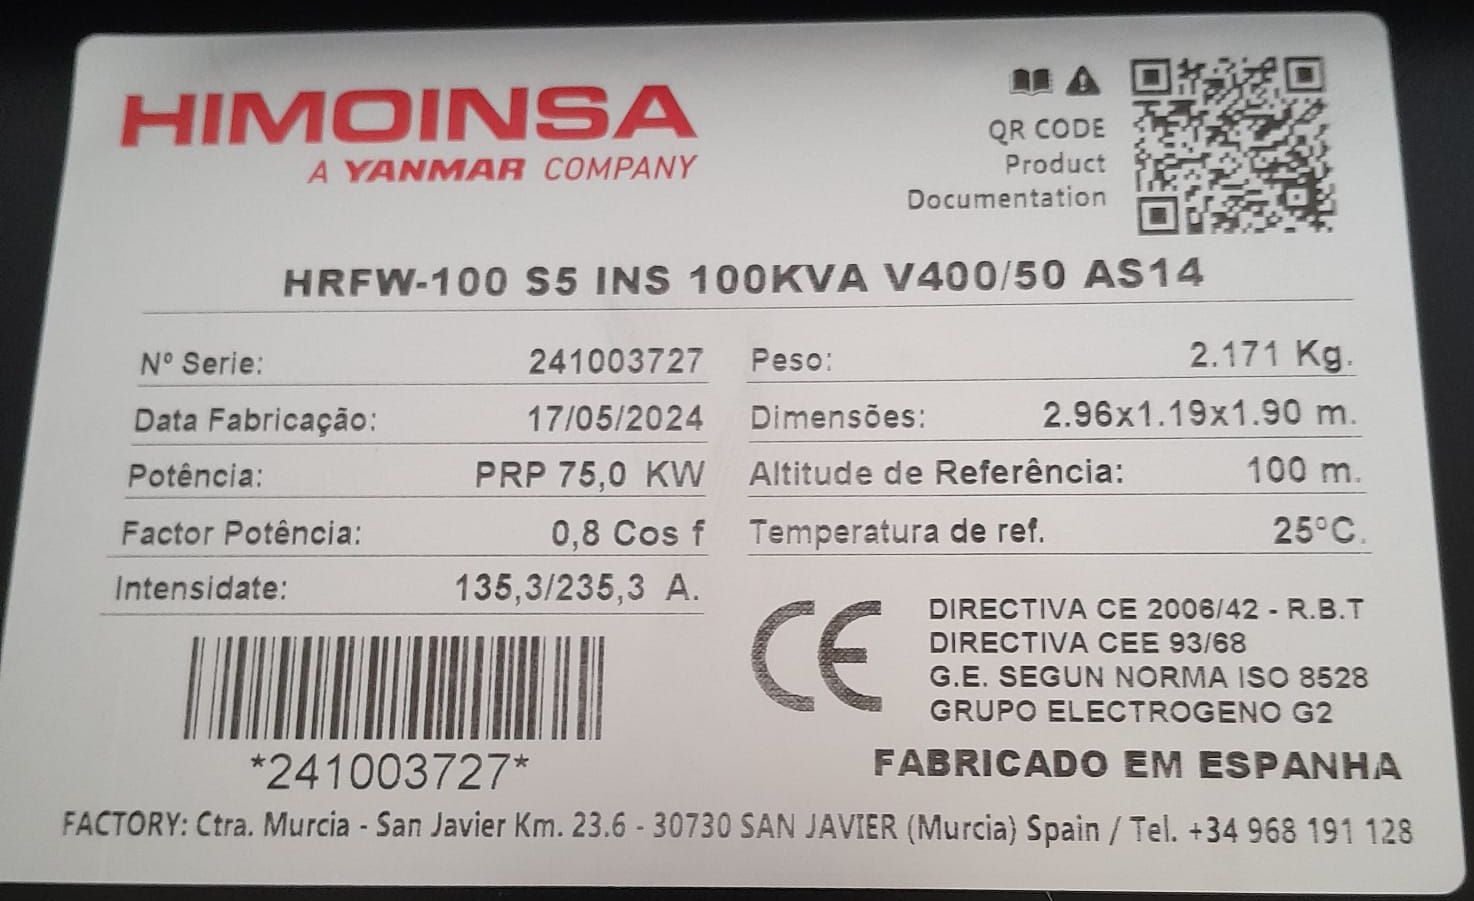 HIMOINSA
A YANMAR COMPANY
QR CODE
Product
Documentation
HRFW-100 S5 INS 100KVA V400/50 AS14
Nº Serie: 241003727
Data Fabricação: 17/05/2024
Potência: PRP 75,0 KW
Factor Potência: 0,8 Cos f
Intensidate: 135,3/235,3 A.
Peso: 2.171 Kg.
Dimensões: 2.96x1.19x1.90 m.
Altitude de Referência: 100 m.
Temperatura de ref. 25ºC.
*241003727*
CE
DIRECTIVA CE 2006/42 - R.B.T
DIRECTIVA CEE 93/68
G.E. SEGUN NORMA ISO 8528
GRUPO ELECTROGENO G2
FABRICADO EM ESPANHA
FACTORY: Ctra. Murcia - San Javier Km. 23.6 - 30730 SAN JAVIER (Murcia) Spain / Tel. +34 968 191 128